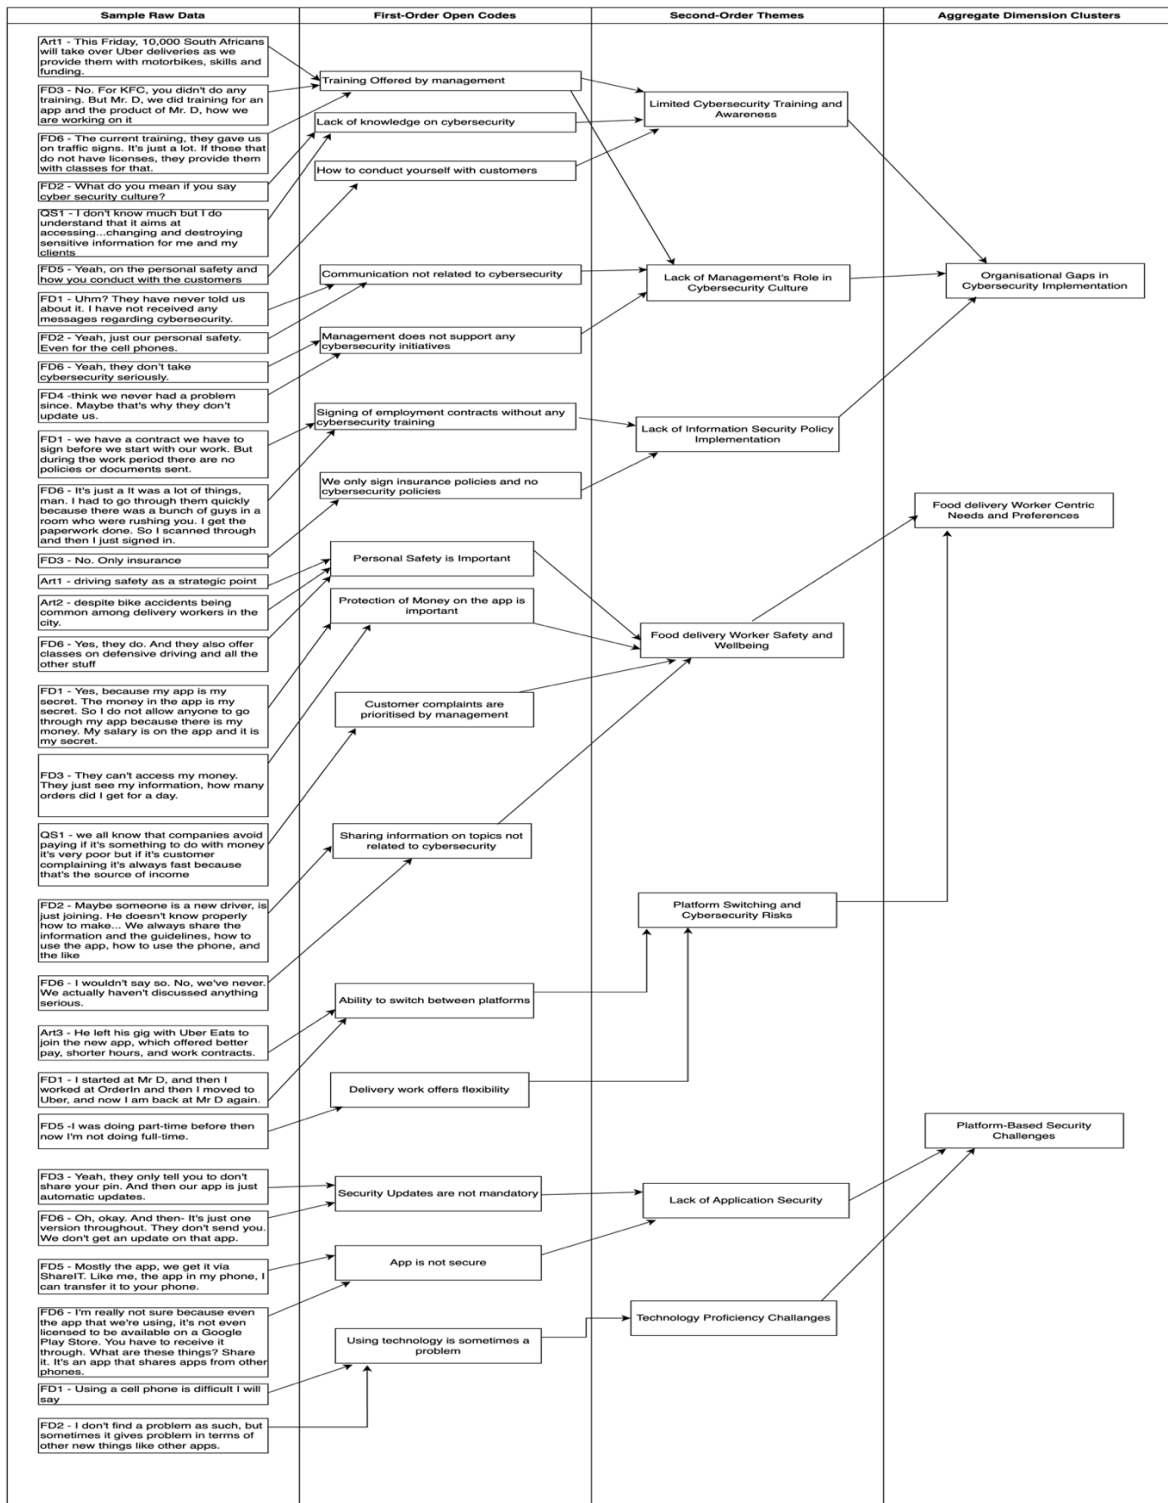 Sample Raw Data
First-Order Open Codes
Second-Order Themes
Aggregate Dimension Clusters
Art1 - This Friday, 10,000 South Africans
will take over Uber deliveries as we
provide them with motorbikes, skills and
funding.
FD3 - No. For KFC, you didn't do any
training. But Mr. D, we did training for an
app and the product of Mr. D, how we
are working on it
FD6 - The current training, they gave us
on traffic signs. It's just a lot. If those that
do not have licenses, they provide them
with classes for that.
FD2 - What do you mean if you say
cyber security culture?
QS1 - I don't know much but I do
understand that it aims at
accessing...changing and destroying
sensitive information for me and my
clients
FD5 - Yeah, on the personal safety and
how you conduct with the customers
FD1 - Uhm? They have never told us
about it. I have not received any
messages regarding cybersecurity.
FD2 - Yeah, just our personal safety.
Even for the cell phones.
FD6 - Yeah, they don't take
cybersecurity seriously.
FD4 -think we never had a problem
since. Maybe that's why they don't
update us.
FD1 - we have a contract we have to
sign before we start with our work. But
during the work period there are no
policies or documents sent.
FD6 - It's just a It was a lot of things,
man. I had to go through them quickly
because there was a bunch of guys in a
room who were rushing you. I get the
paperwork done. So I scanned through
and then I just signed in.
FD3 - No. Only insurance
Art1 - driving safety as a strategic point
Art2 - despite bike accidents being
common among delivery workers in the
city.
FD6 - Yes, they do. And they also offer
classes on defensive driving and all the
other stuff
FD1 - Yes, because my app is my
secret. The money in the app is my
secret. So I do not allow anyone to go
through my app because there is my
money. My salary is on the app and it is
my secret.
FD3 - They can't access my money.
They just see my information, how many
orders did I get for a day.
QS1 - we all know that companies avoid
paying if it's something to do with money
it's very poor but if it's customer
complaining it's always fast because
that's the source of income
FD2 - Maybe someone is a new driver, is
just joining. He doesn't know properly
how to make... We always share the
information and the guidelines, how to
use the app, how to use the phone, and
the like
FD6 - I wouldn't say so. No, we've never.
We actually haven't discussed anything
serious.
Art3 - He left his gig with Uber Eats to
join the new app, which offered better
pay, shorter hours, and work contracts.
FD1 - I started at Mr D, and then I
worked at OrderIn and then I moved to
Uber, and now I am back at Mr D again.
FD5 -I was doing part-time before then
now I'm not doing full-time.
FD3 - Yeah, they only tell you to don't
share your pin. And then our app is just
automatic updates.
FD6 - Oh, okay. And then- It's just one
version throughout. They don't send you.
We don't get an update on that app.
FD5 - Mostly the app, we get it via
ShareIT. Like me, the app in my phone, I
can transfer it to your phone.
FD6 - I'm really not sure because even
the app that we're using, it's not even
licensed to be available on a Google
Play Store. You have to receive it
through. What are these things? Share
it. It's an app that shares apps from other
phones.
FD1 - Using a cell phone is difficult I will
say
FD2 - I don't find a problem as such, but
sometimes it gives problem in terms of
other new things like other apps.
Training Offered by management
Lack of knowledge on cybersecurity
How to conduct yourself with customers
Communication not related to cybersecurity
Management does not support any
cybersecurity initiatives
Signing of employment contracts without any
cybersecurity training
We only sign insurance policies and no
cybersecurity policies
Personal Safety is Important
Protection of Money on the app is
important
Customer complaints are
prioritised by management
Sharing information on topics not
related to cybersecurity
Ability to switch between platforms
Delivery work offers flexibility
Security Updates are not mandatory
App is not secure
Using technology is sometimes a
problem
Limited Cybersecurity Training and
Awareness
Lack of Management's Role in
Cybersecurity Culture
Lack of Information Security Policy
Implementation
Food delivery Worker Safety and
Wellbeing
Platform Switching and
Cybersecurity Risks
Lack of Application Security
Technology Proficiency Challenges
Organisational Gaps in
Cybersecurity Implementation
Food delivery Worker Centric
Needs and Preferences
Platform-Based Security
Challenges